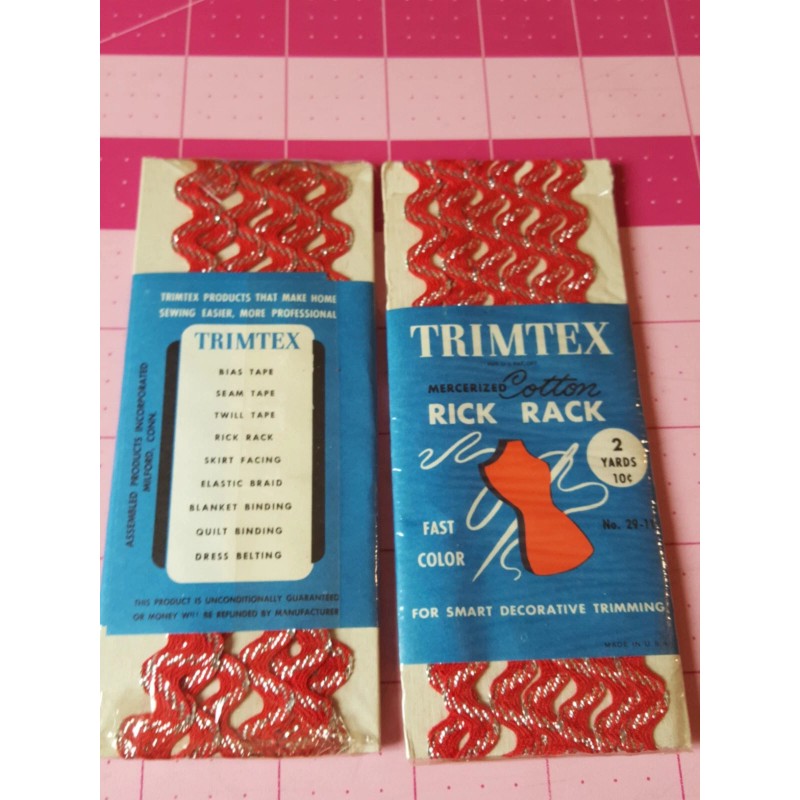 TRIMTEX PRODUCTS THAT MAKE HOME
SEWING EASIER, MORE PROFESSIONAL
TRIMTEX
BIAS TAPE
SEAM TAPE
TWILL TAPE
RICK RACK
SKIRT FACING
ELASTIC BRAID
BLANKET BINDING
QUILT BINDING
DRESS BELTING
ASSEMBLED PRODUCTS INCORPORATED
MILFORD, CONN.
THIS PRODUCT IS UNCONDITIONALLY GUARANTEED
OR MONEY WILL BE REFUNDED BY MANUFACTURER
TRIMTEX
MERCERIZED Cotton
RICK RACK
2
YARDS
10¢
No.
FAST
COLOR
FOR SMART DECORATIVE TRIMMING
MADE IN U.S.A.